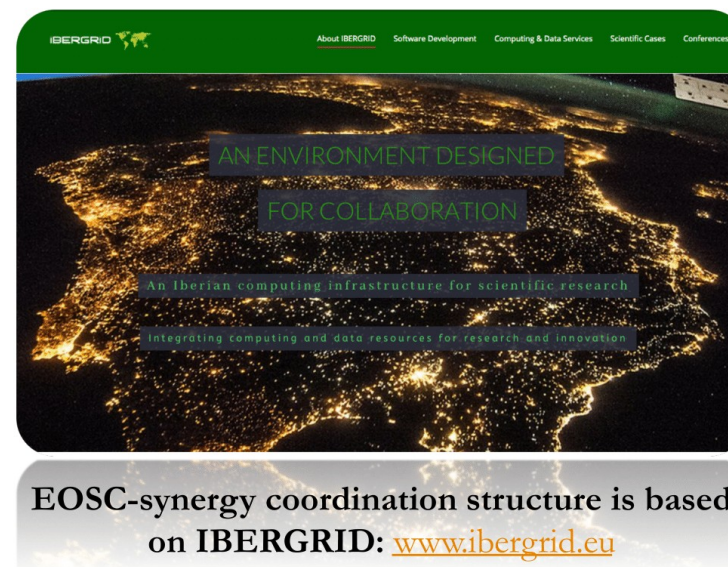 IBERGRID
About IBERGRID Software Development Computing & Data Services Scientific Cases Conferences
AN ENVIRONMENT DESIGNED
FOR COLLABORATION
An Iberian computing infrastructure for scientific research
Integrating computing and data resources for research and innovation
EOSC-synergy coordination structure is based
on IBERGRID: www.ibergrid.eu